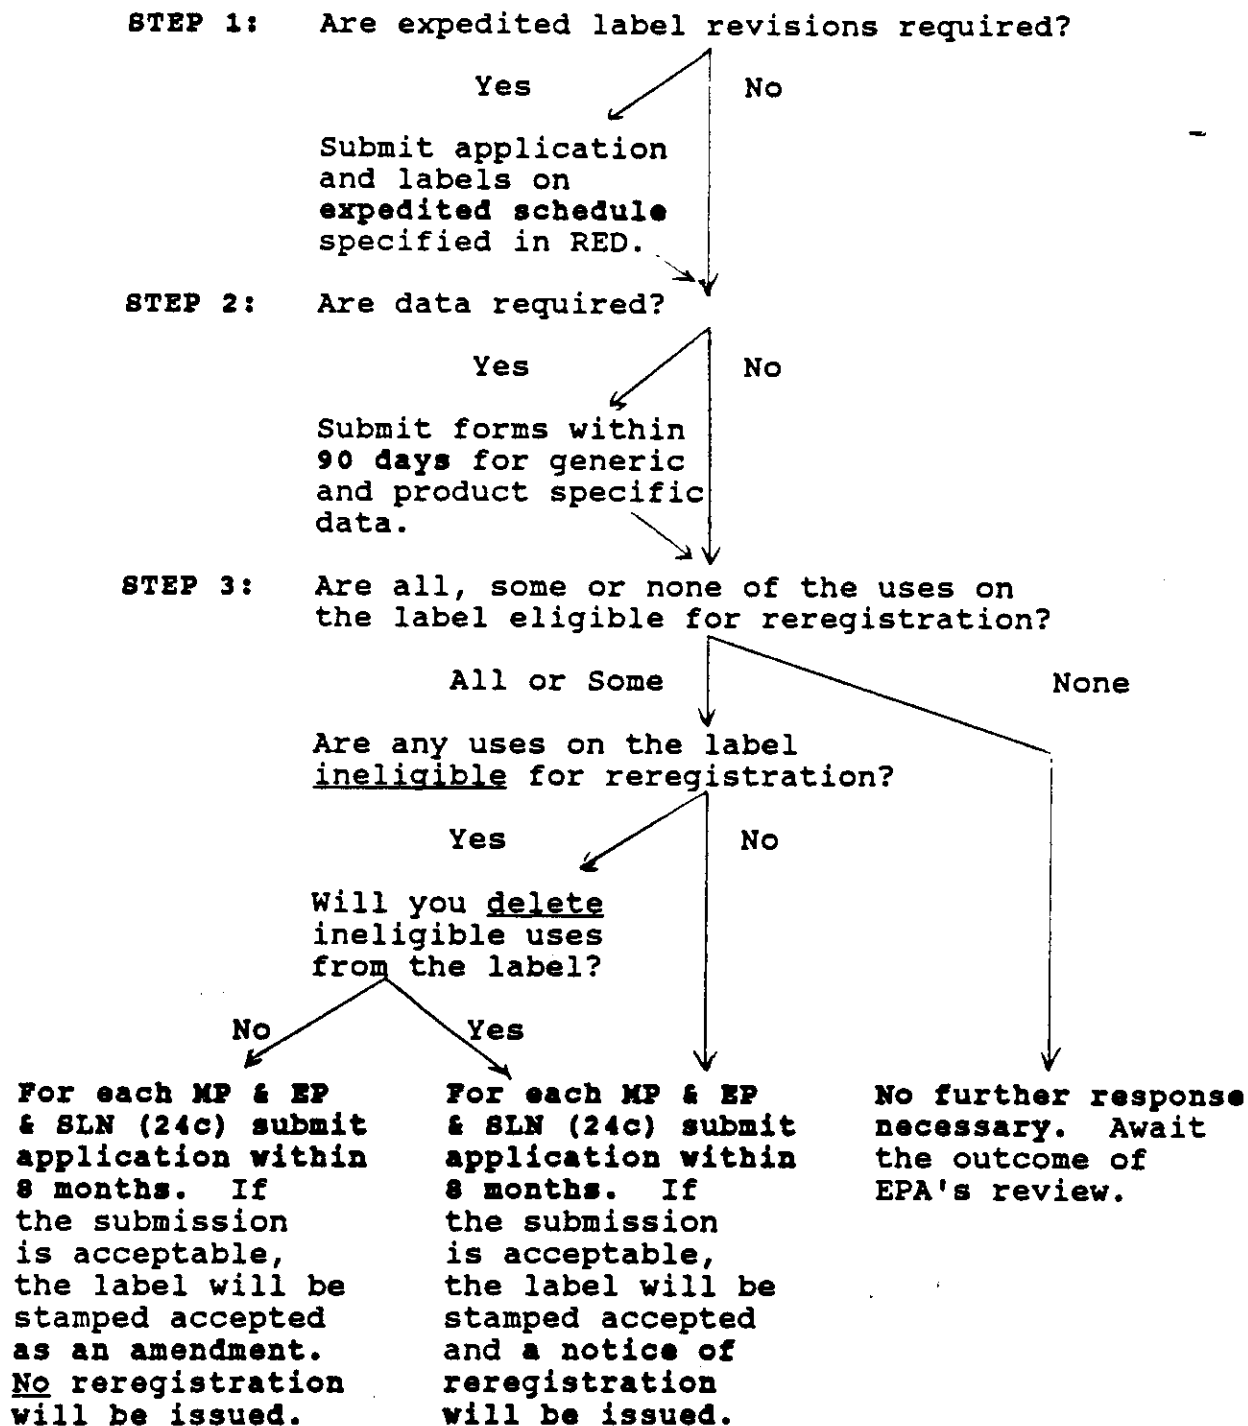 STEP 1: Are expedited label revisions required?
Yes No
Submit application
and labels on
expedited schedule
specified in RED.
STEP 2: Are data required?
Yes No
Submit forms within
90 days for generic
and product specific
data.
STEP 3: Are all, some or none of the uses on
the label eligible for reregistration?
All or Some None
Are any uses on the label
ineligible for reregistration?
Yes No
Will you delete
ineligible uses
from the label?
No Yes
For each MP & EP
& SLN (24c) submit
application within
8 months. If
the submission
is acceptable,
the label will be
stamped accepted
as an amendment.
No reregistration
will be issued.
For each MP & EP
& SLN (24c) submit
application within
8 months. If
the submission
is acceptable,
the label will be
stamped accepted
and a notice of
reregistration
will be issued.
No further response
necessary. Await
the outcome of
EPA's review.